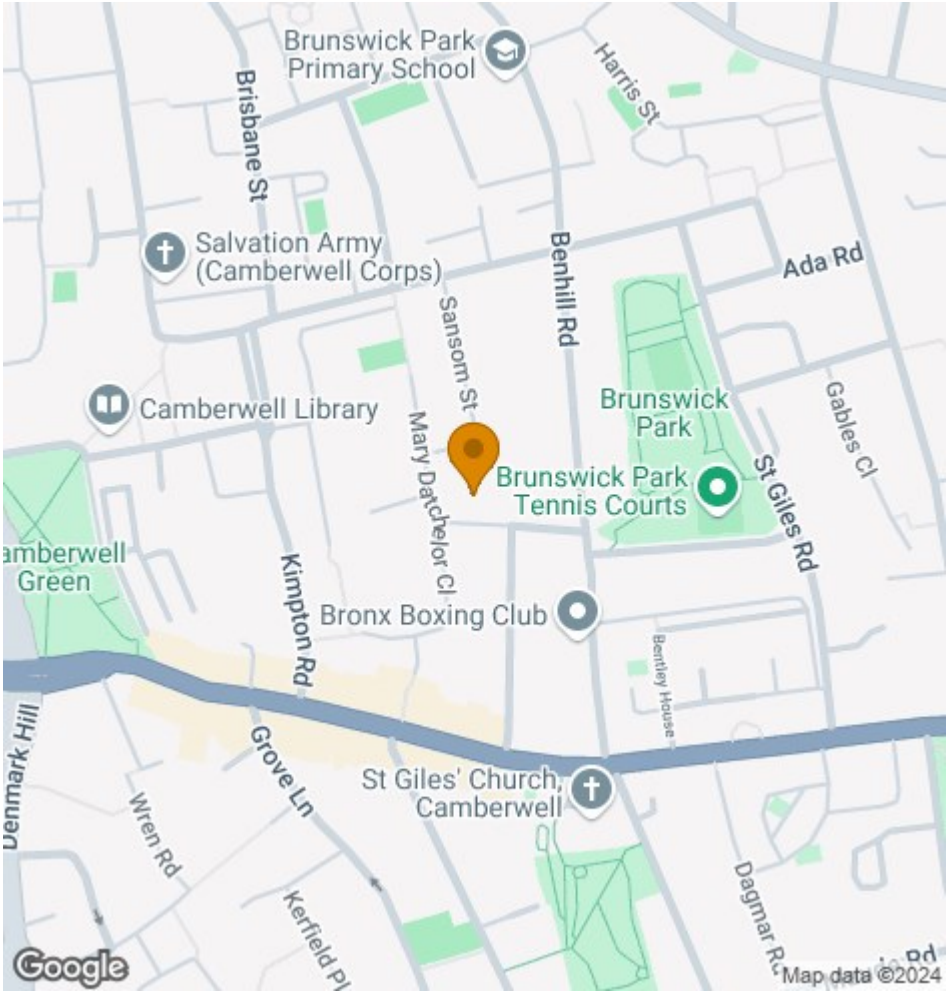 Brunswick Park
Primary School
Harris St
Brisbane St
Salvation Army
(Camberwell Corps)
Benhill Rd
Ada Rd
Sansom St
Camberwell Library
Mary Datchelor Cl
Brunswick
Park
Gables Cl
Brunswick Park
Tennis Courts
St Giles Rd
amberwell
Green
Kimpton Rd
Bronx Boxing Club
Bentley House
Denmark Hill
Grove Ln
St Giles' Church,
Camberwell
Wren Rd
Kerfield Pl
Dagmar Rd
Google
Map data ©2024